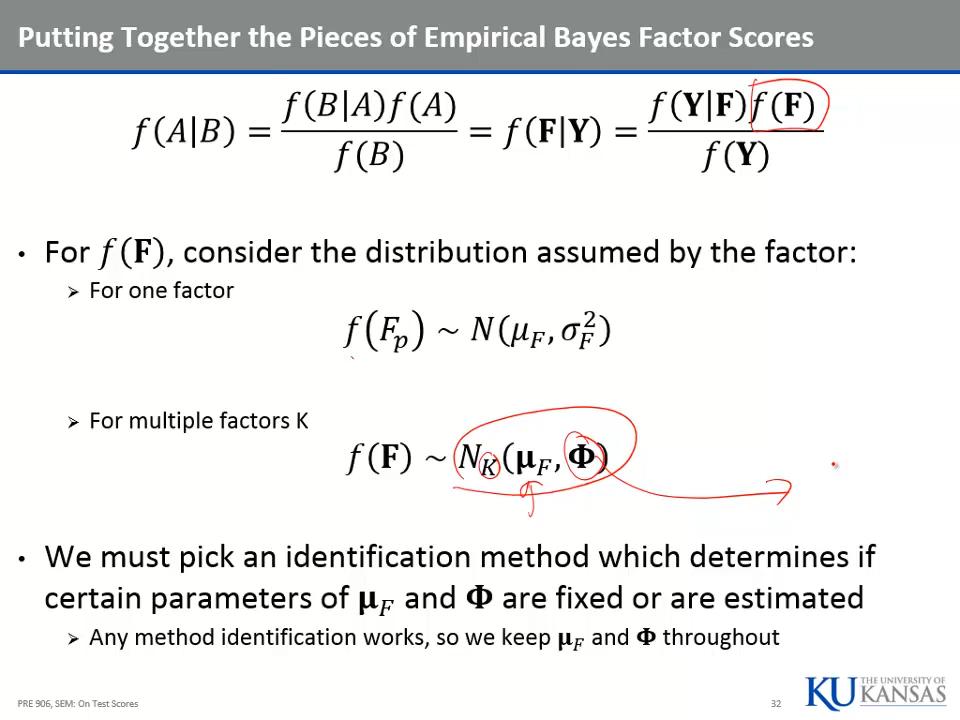 Putting Together the Pieces of Empirical Bayes Factor Scores
f(A|B) = f(B|A)f(A) / f(B) = f(𝐅|𝐘) = f(𝐘|𝐅)f(𝐅) / f(𝐘)
• For f(𝐅), consider the distribution assumed by the factor:
➢ For one factor
f(F_p) ~ N(μ_F, σ_F^2)
➢ For multiple factors K
f(𝐅) ~ N_K(𝛍_F, 𝚽)
• We must pick an identification method which determines if
certain parameters of 𝛍_F and 𝚽 are fixed or are estimated
➢ Any method identification works, so we keep 𝛍_F and 𝚽 throughout
PRE 906, SEM: On Test Scores
32
KU THE UNIVERSITY OF
KANSAS